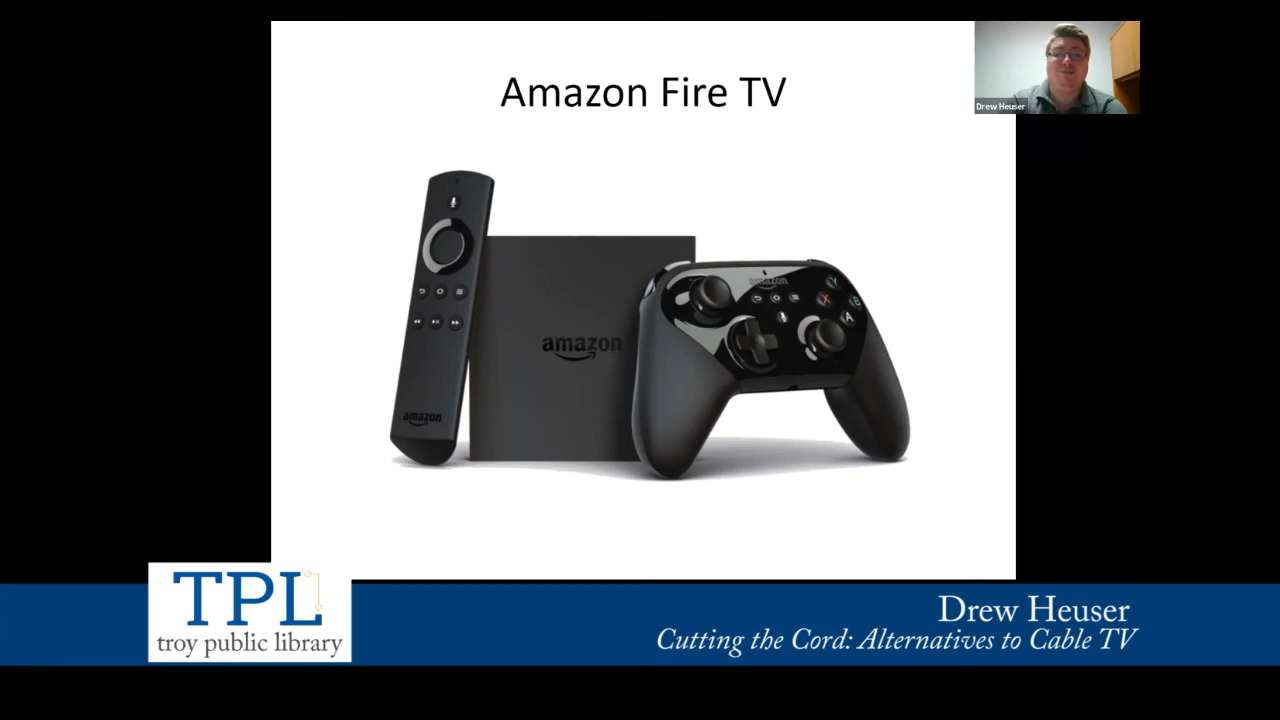 Amazon Fire TV
Drew Heuser
amazon
amazon
amazon
Y
X
B
A
TPL
troy public library
Drew Heuser
Cutting the Cord: Alternatives to Cable TV